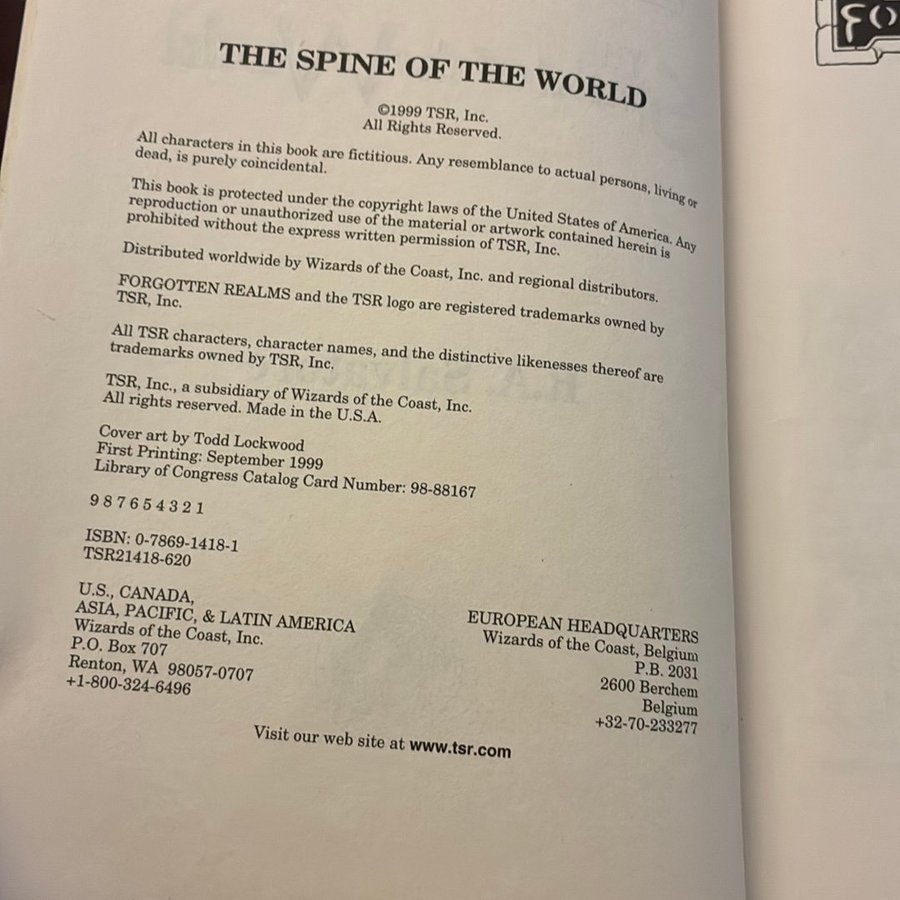 THE SPINE OF THE WORLD
©1999 TSR, Inc.
All Rights Reserved.
All characters in this book are fictitious. Any resemblance to actual persons, living or
dead, is purely coincidental.
This book is protected under the copyright laws of the United States of America. Any
reproduction or unauthorized use of the material or artwork contained herein is
prohibited without the express written permission of TSR, Inc.
Distributed worldwide by Wizards of the Coast, Inc. and regional distributors.
FORGOTTEN REALMS and the TSR logo are registered trademarks owned by
TSR, Inc.
All TSR characters, character names, and the distinctive likenesses thereof are
trademarks owned by TSR, Inc.
TSR, Inc., a subsidiary of Wizards of the Coast, Inc.
All rights reserved. Made in the U.S.A.
Cover art by Todd Lockwood
First Printing: September 1999
Library of Congress Catalog Card Number: 98-88167
9 8 7 6 5 4 3 2 1
ISBN: 0-7869-1418-1
TSR21418-620
U.S., CANADA,
ASIA, PACIFIC, & LATIN AMERICA
Wizards of the Coast, Inc.
P.O. Box 707
Renton, WA 98057-0707
+1-800-324-6496
EUROPEAN HEADQUARTERS
Wizards of the Coast, Belgium
P.B. 2031
2600 Berchem
Belgium
+32-70-233277
Visit our web site at www.tsr.com